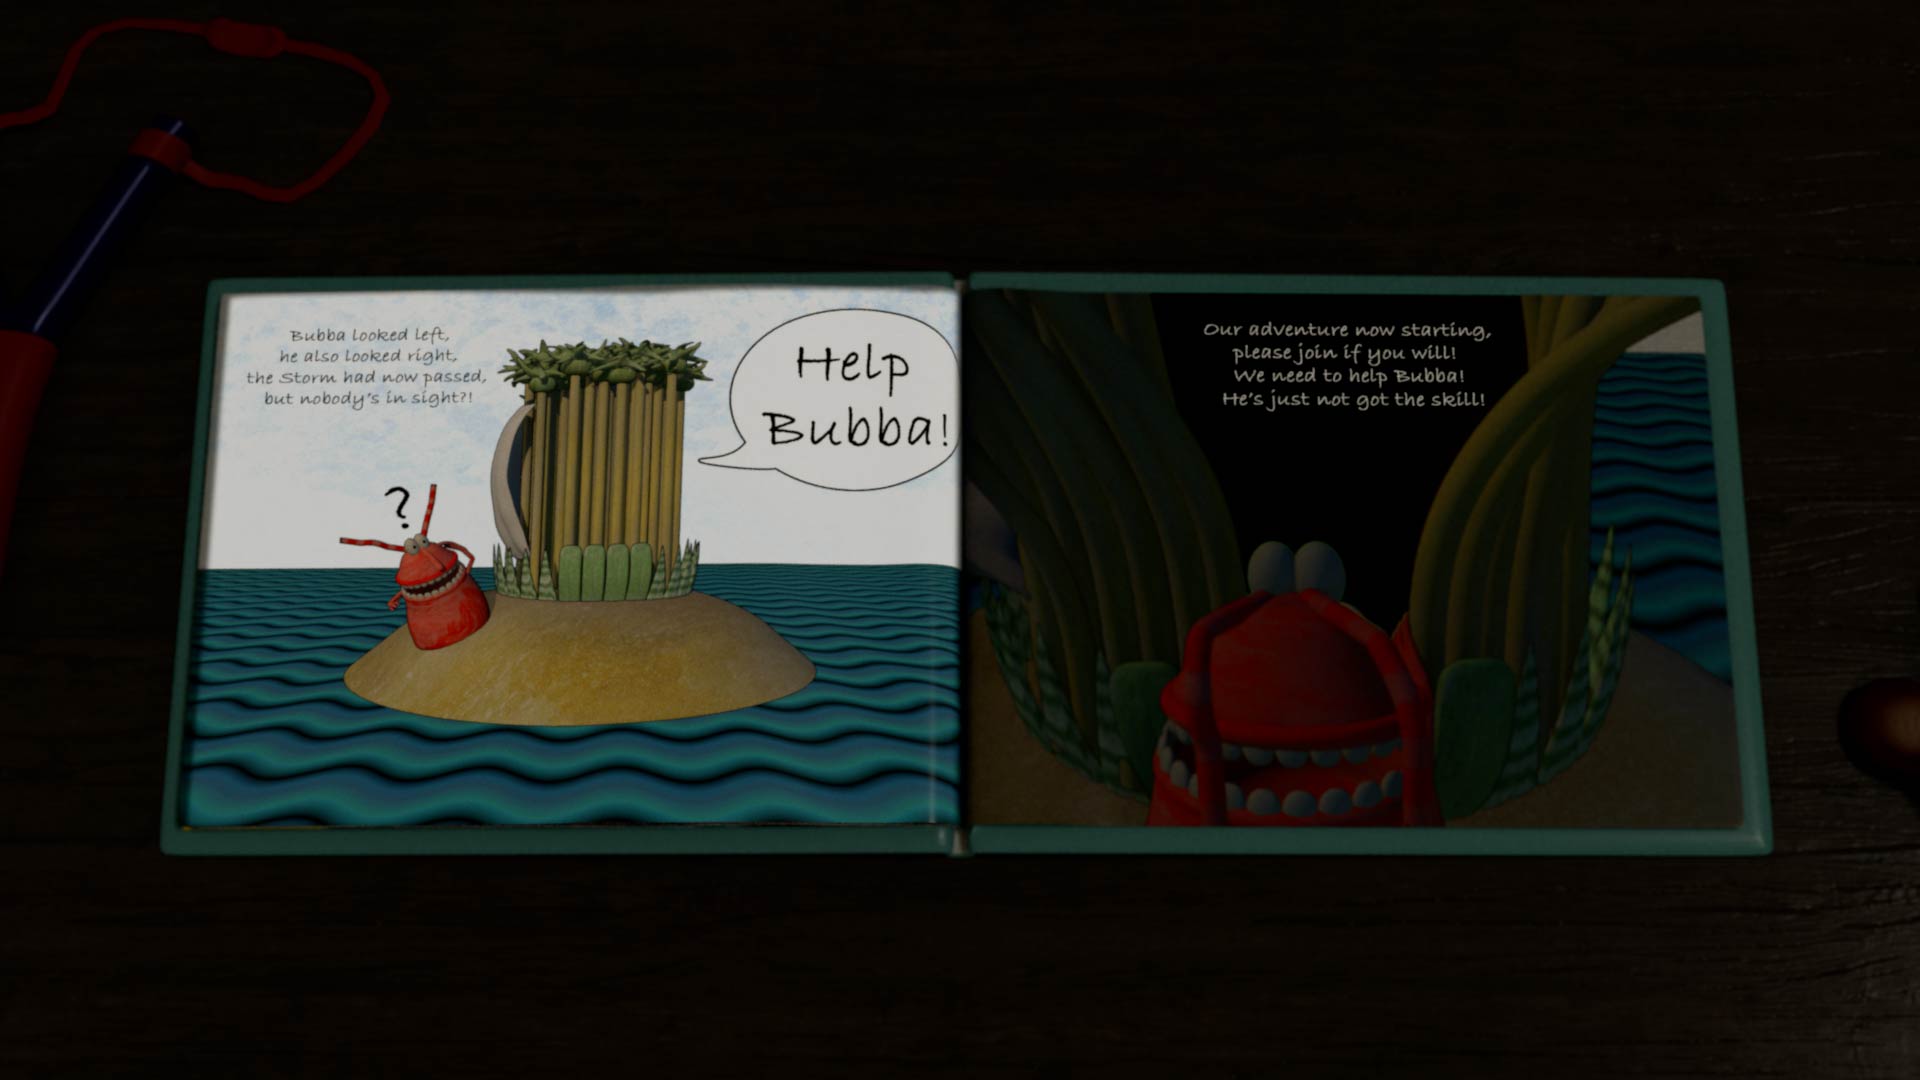 Bubba looked left,
he also looked right,
the Storm had now passed,
but nobody's in sight?!
Help
Bubba!
?
Our adventure now starting,
please join if you will!
We need to help Bubba!
He's just not got the skill!